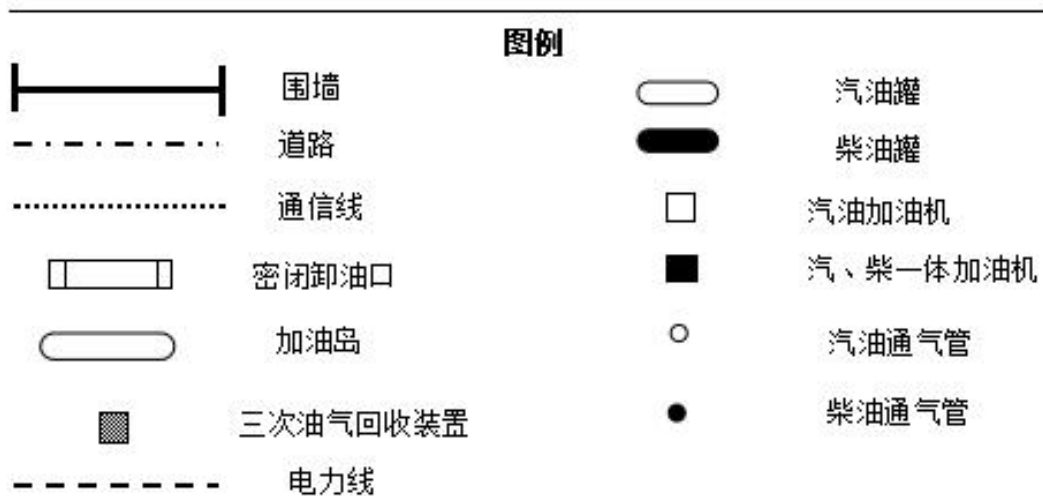 图例
围墙
汽油罐
道路
柴油罐
通信线
汽油加油机
密闭卸油口
汽、柴一体加油机
加油岛
汽油通气管
三次油气回收装置
柴油通气管
电力线